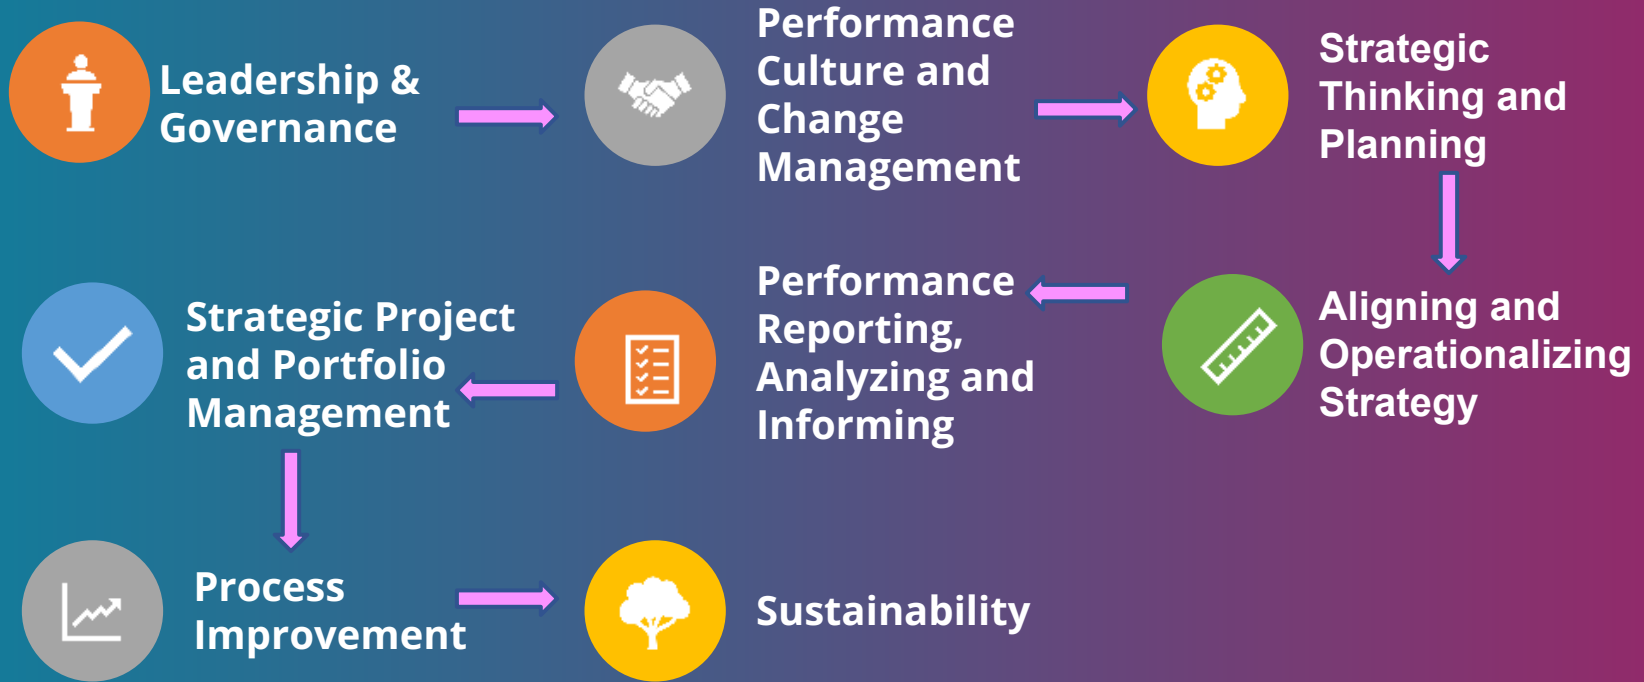 Leadership &
Governance
Performance
Culture and
Change
Management
Strategic
Thinking and
Planning
Aligning and
Operationalizing
Strategy
Performance
Reporting,
Analyzing and
Informing
Strategic Project
and Portfolio
Management
Process
Improvement
Sustainability